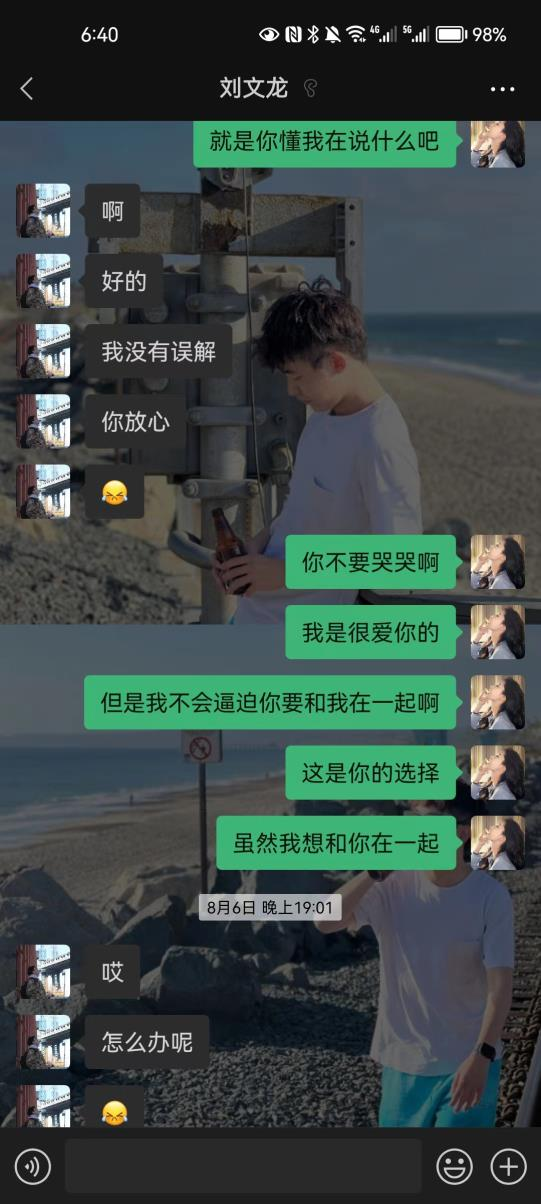 6:40
4G
5G
98%
刘文龙
就是你懂我在说什么吧
啊
好的
我没有误解
你放心
你不要哭哭啊
我是很爱你的
但是我不会逼迫你要和我在一起啊
这是你的选择
虽然我想和你在一起
8月6日 晚上19:01
哎
怎么办呢